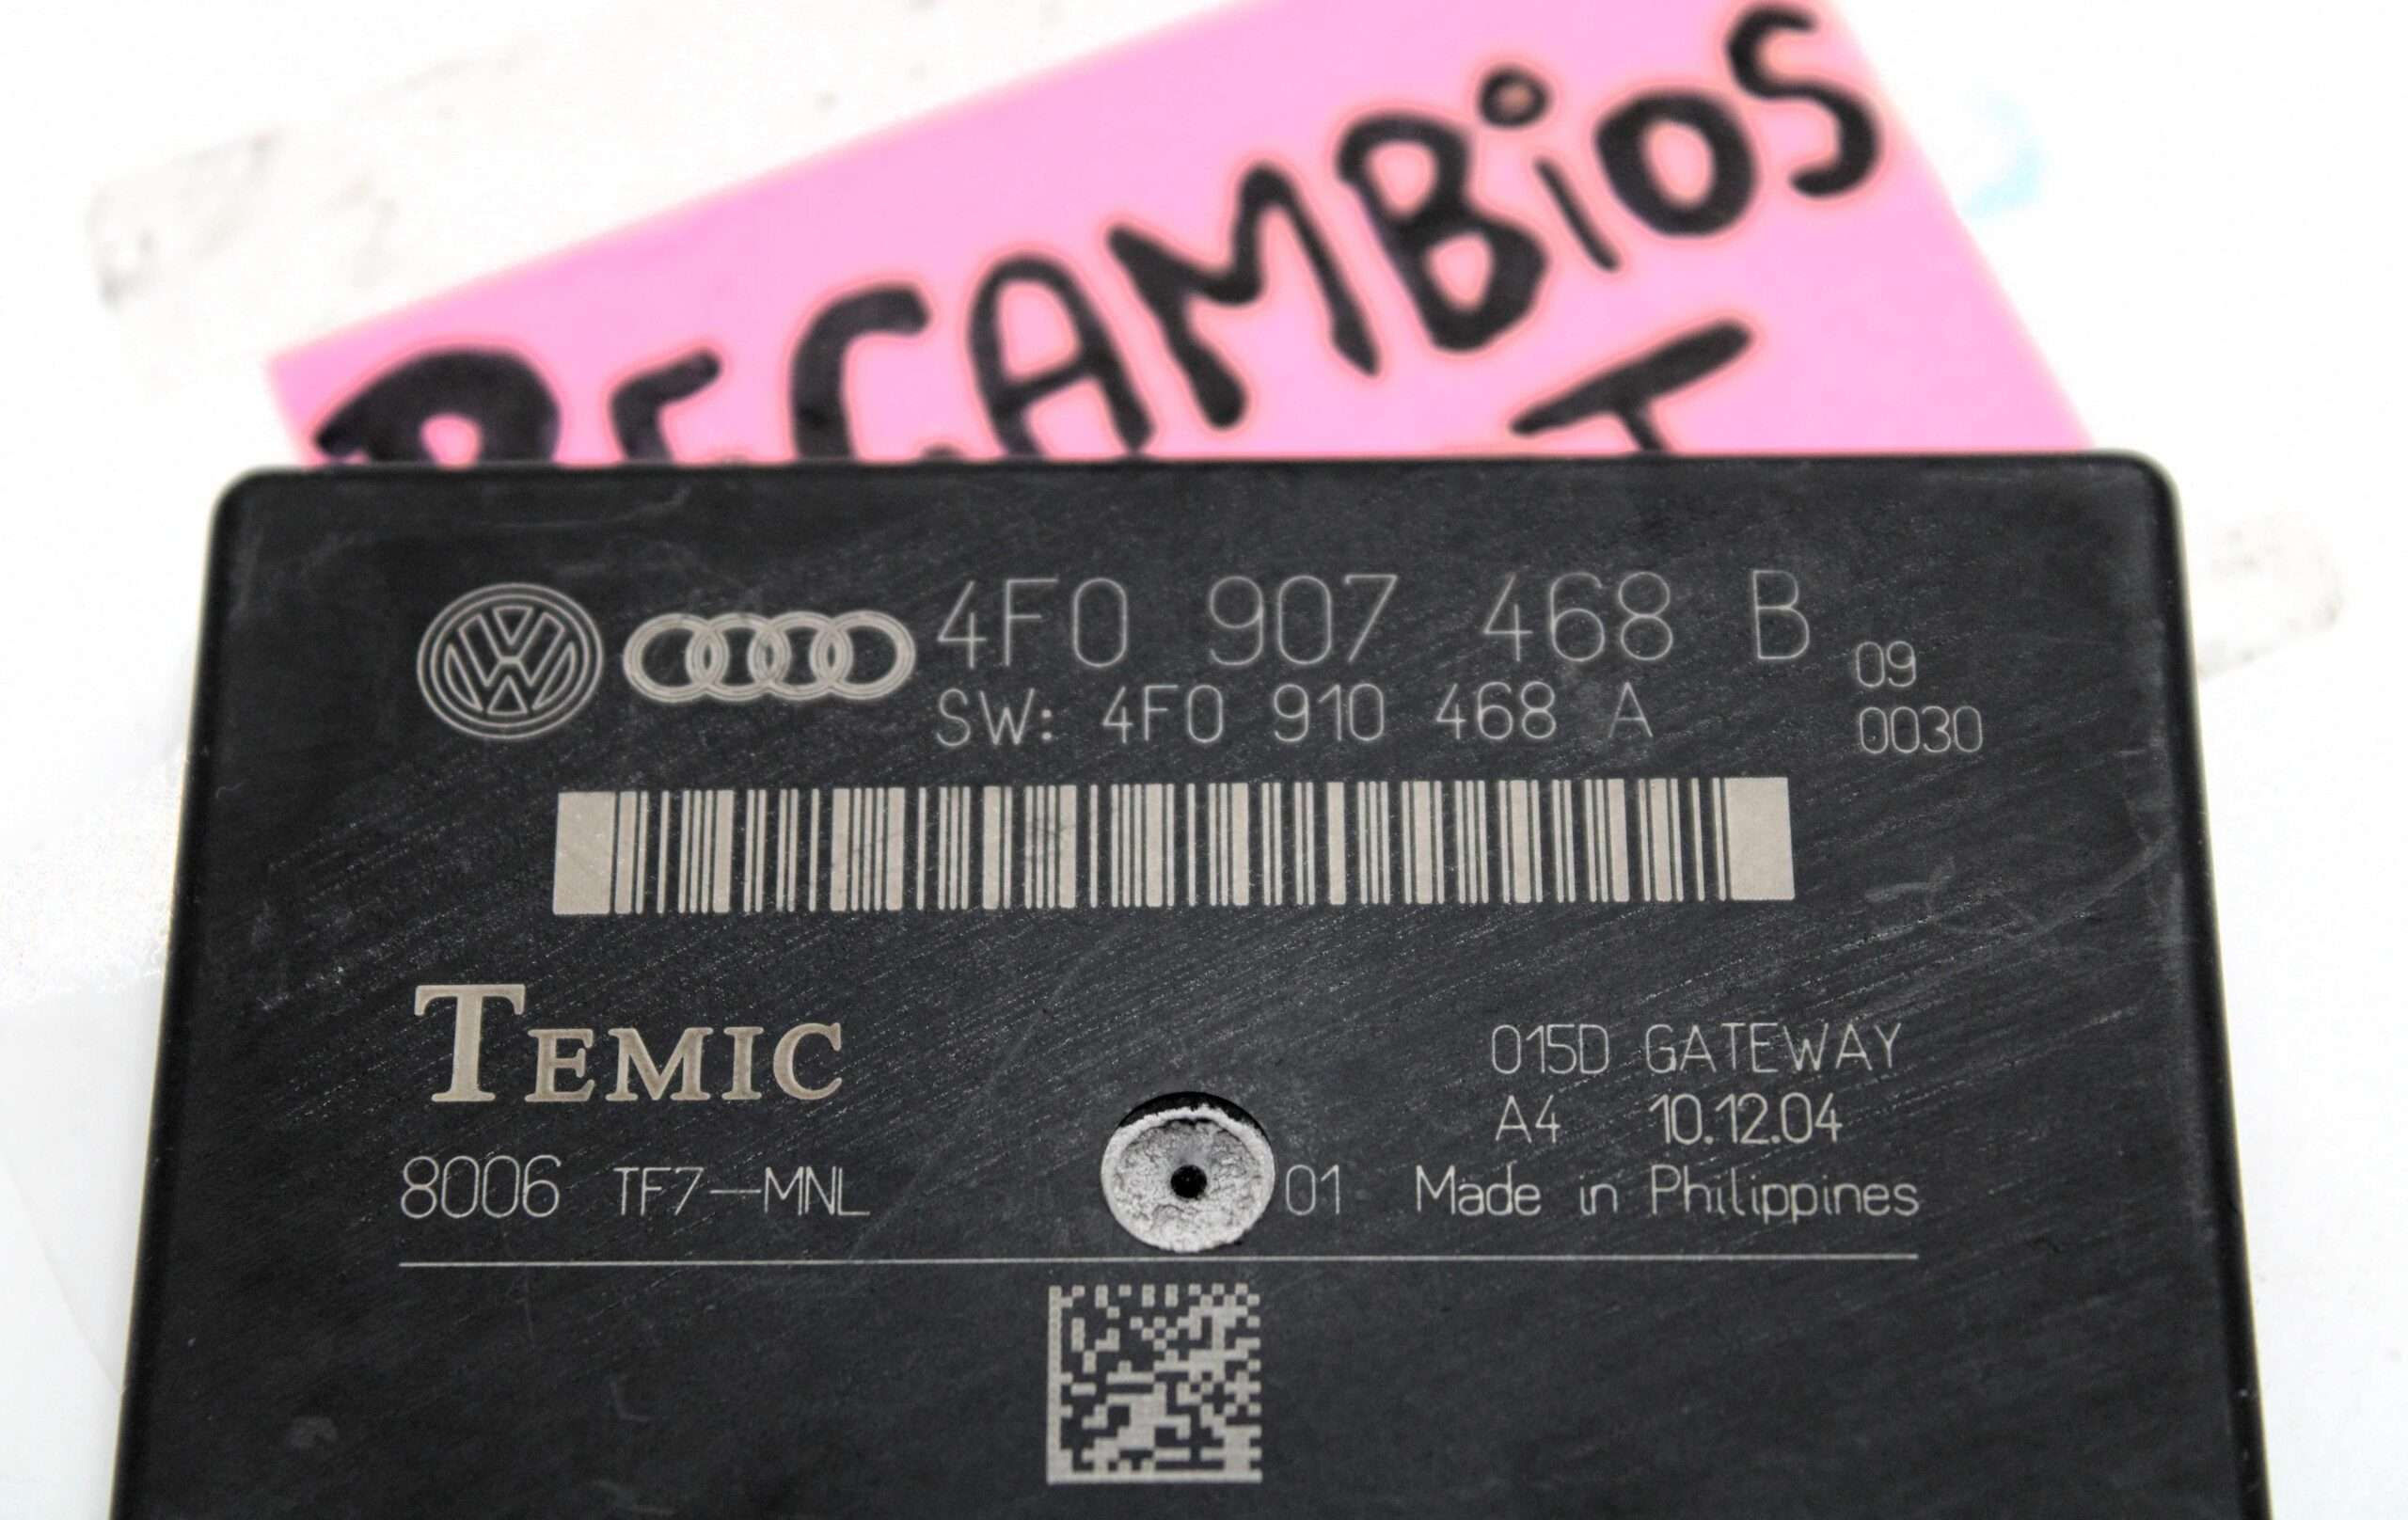 RECAMBiOS
T
4F0 907 468 B 09
SW: 4F0 910 468 A 0030
TEMIC
015D GATEWAY
A4 10.12.04
8006 TF7-MNL 01 Made in Philippines